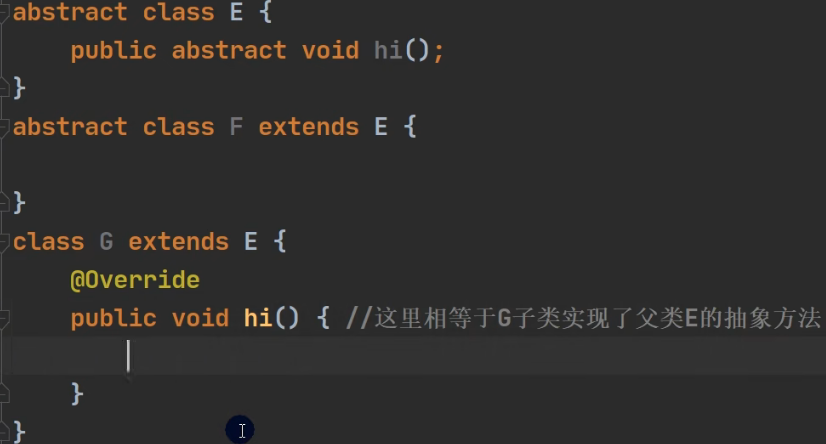 abstract class E {
public abstract void hi();
}
abstract class F extends E {
}
class G extends E {
@Override
public void hi() { //这里相等于G子类实现了父类E的抽象方法
}
}